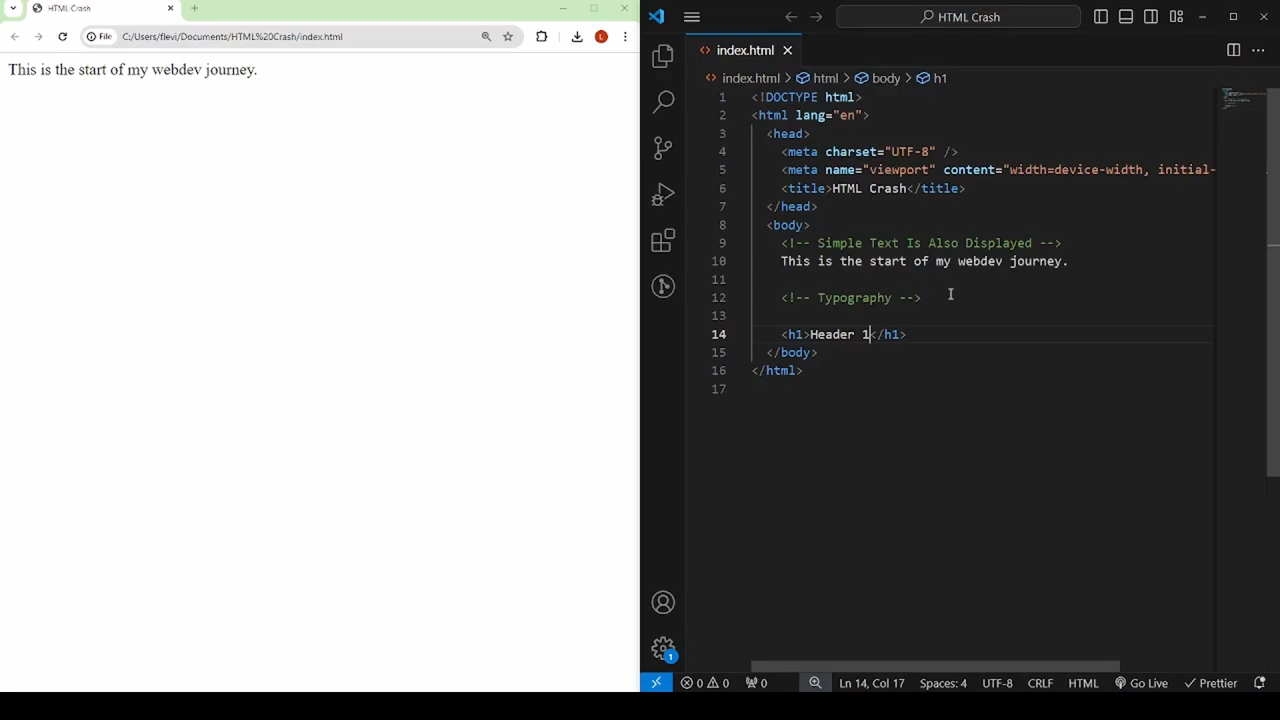 HTML Crash
File C:/Users/flevi/Documents/HTML%20Crash/index.html
This is the start of my webdev journey.
HTML Crash
index.html
index.html > html > body > h1
1 <!DOCTYPE html>
2 <html lang="en">
3 <head>
4 <meta charset="UTF-8" />
5 <meta name="viewport" content="width=device-width, initial-
6 <title>HTML Crash</title>
7 </head>
8 <body>
9 <!-- Simple Text Is Also Displayed -->
10 This is the start of my webdev journey.
11
12 <!-- Typography -->
13
14 <h1>Header 1</h1>
15 </body>
16 </html>
17
1
0 0 0 Ln 14, Col 17 Spaces: 4 UTF-8 CRLF HTML Go Live Prettier